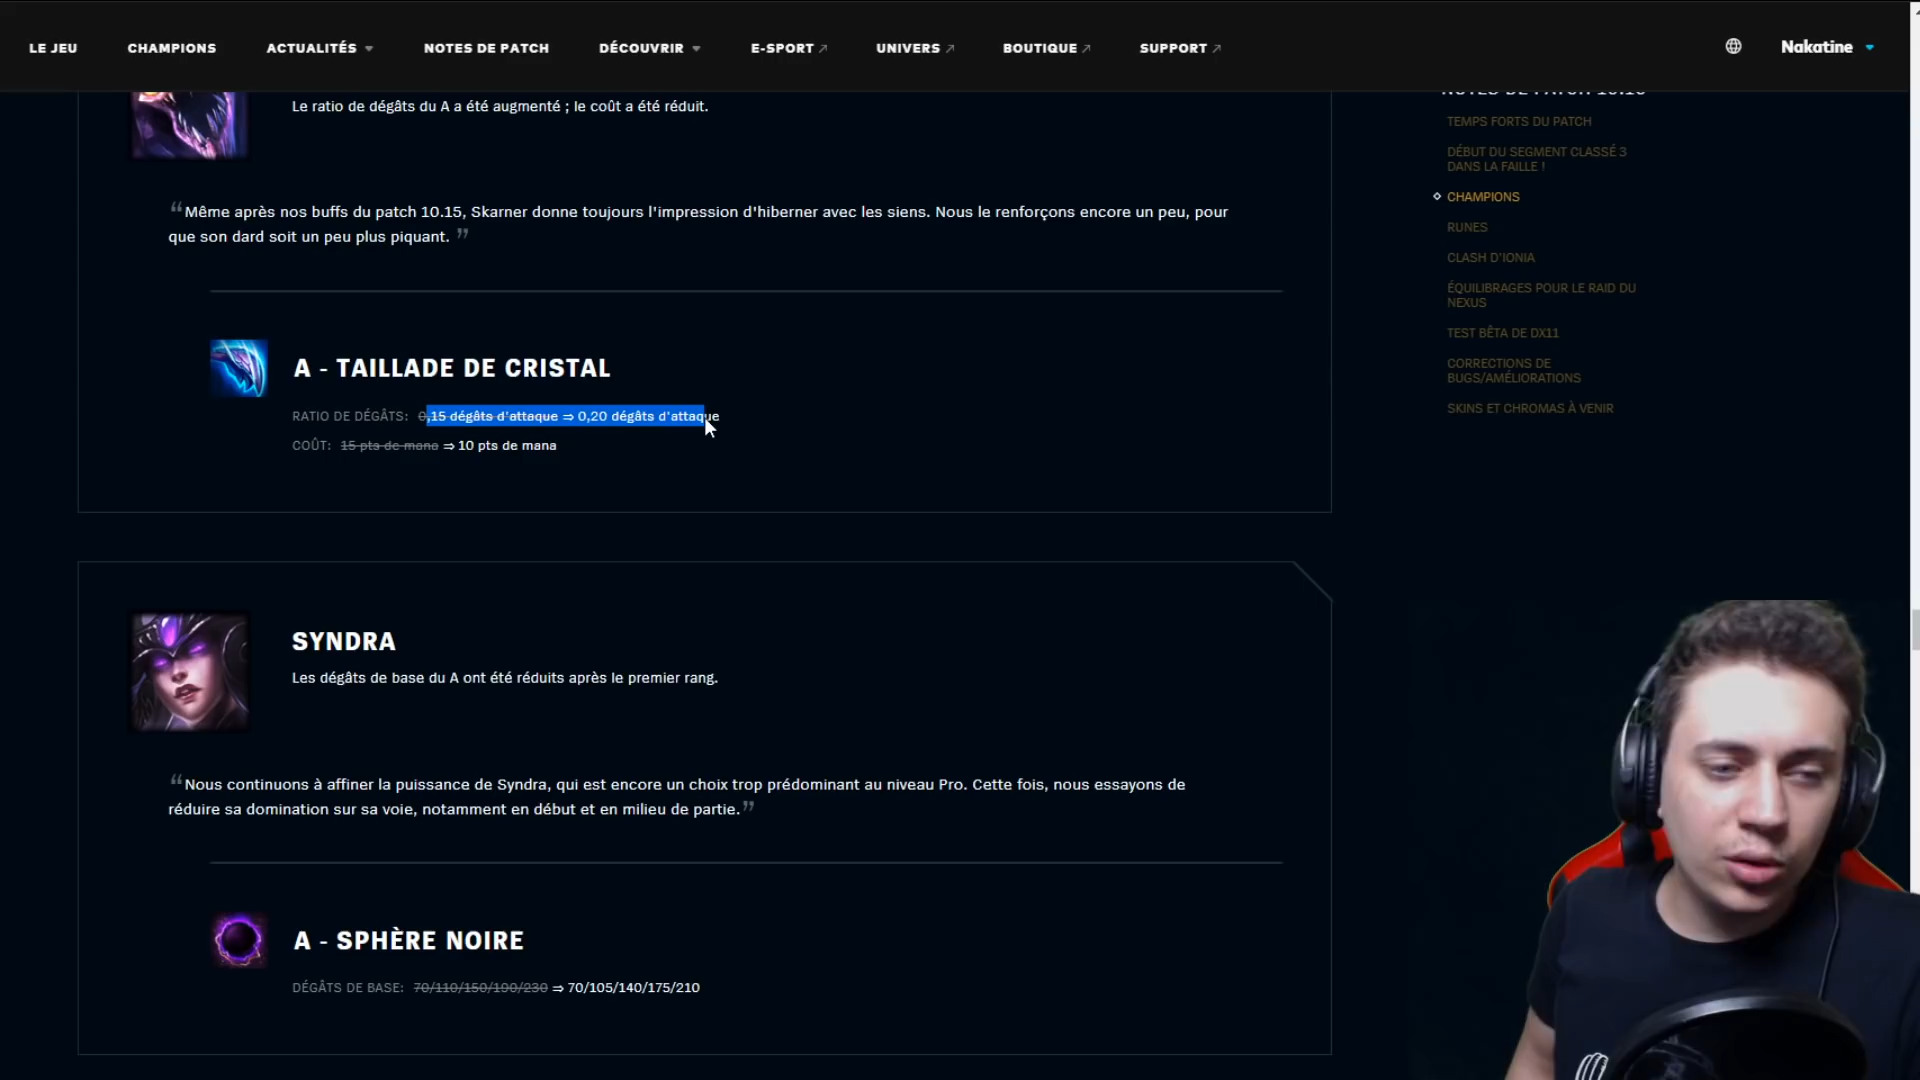 LE JEU CHAMPIONS ACTUALITÉS NOTES DE PATCH DÉCOUVRIR E-SPORT UNIVERS BOUTIQUE SUPPORT Nakatine
Le ratio de dégâts du A a été augmenté ; le coût a été réduit.
“Même après nos buffs du patch 10.15, Skarner donne toujours l'impression d'hiberner avec les siens. Nous le renforçons encore un peu, pour
que son dard soit un peu plus piquant. ”
A - TAILLADE DE CRISTAL
RATIO DE DÉGÂTS: 0,15 dégâts d'attaque ⇒ 0,20 dégâts d'attaque
COÛT: 15 pts de mana ⇒ 10 pts de mana
SYNDRA
Les dégâts de base du A ont été réduits après le premier rang.
“Nous continuons à affiner la puissance de Syndra, qui est encore un choix trop prédominant au niveau Pro. Cette fois, nous essayons de
réduire sa domination sur sa voie, notamment en début et en milieu de partie.”
A - SPHÈRE NOIRE
DÉGÂTS DE BASE: 70/110/150/190/230 ⇒ 70/105/140/175/210
NOTES DE PATCH
TEMPS FORTS DU PATCH
DÉBUT DU SEGMENT CLASSÉ 3
DANS LA FAILLE !
CHAMPIONS
RUNES
CLASH D'IONIA
ÉQUILIBRAGES POUR LE RAID DU
NEXUS
TEST BÊTA DE DX11
CORRECTIONS DE
BUGS/AMÉLIORATIONS
SKINS ET CHROMAS À VENIR